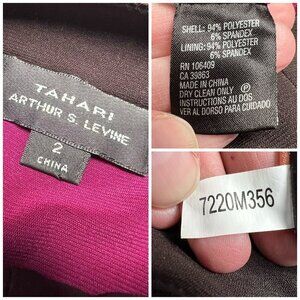 TAHARI
ARTHUR S. LEVINE
2
CHINA
SHELL: 94% POLYESTER
6% SPANDEX
LINING: 94% POLYESTER
6% SPANDEX
RN 106409
CA 39863
MADE IN CHINA
DRY CLEAN ONLY
INSTRUCTIONS AU DOS
VER AL DORSO PARA CUIDADO
7220M356